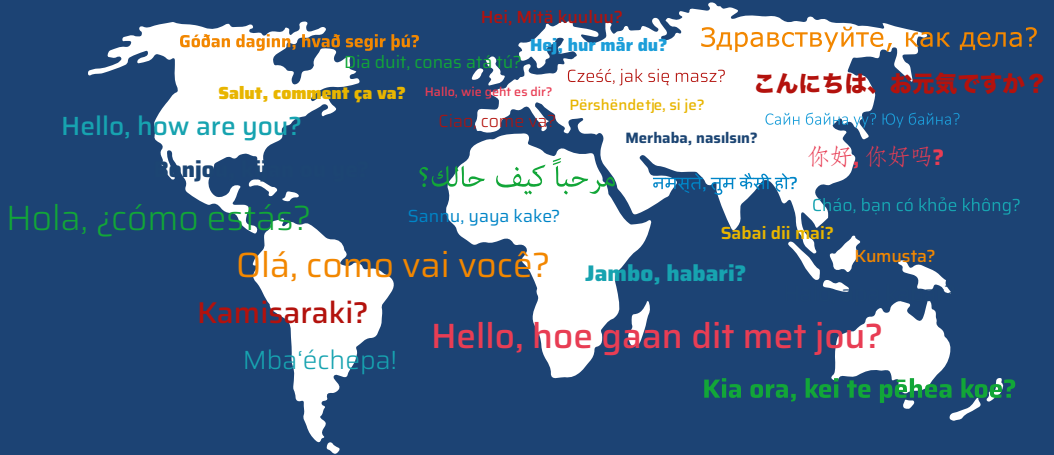 Hei, Mitä kuuluu?
Góðan daginn, hvað segir þú?
Hej, hur mår du?
Здравствуйте, как дела?
Dia duit, conas atá tú?
Cześć, jak się masz?
こんにちは、お元気ですか？
Salut, comment ça va?
Hallo, wie geht es dir?
Përshëndetje, si je?
Hello, how are you?
Ciao, come va?
Сайн байна уу? Юу байна?
Merhaba, nasılsın?
你好, 你好吗?
مرحباً كيف حالك؟
नमस्ते, तुम कैसी हो?
Hola, ¿cómo estás?
Sannu, yaya kake?
Cháo, bạn có khỏe không?
Sabai dii mai?
Olá, como vai você?
Kumusta?
Jambo, habari?
Kamisaraki?
Hello, hoe gaan dit met jou?
Mba‘échepa!
Kia ora, kei te pēhea koe?